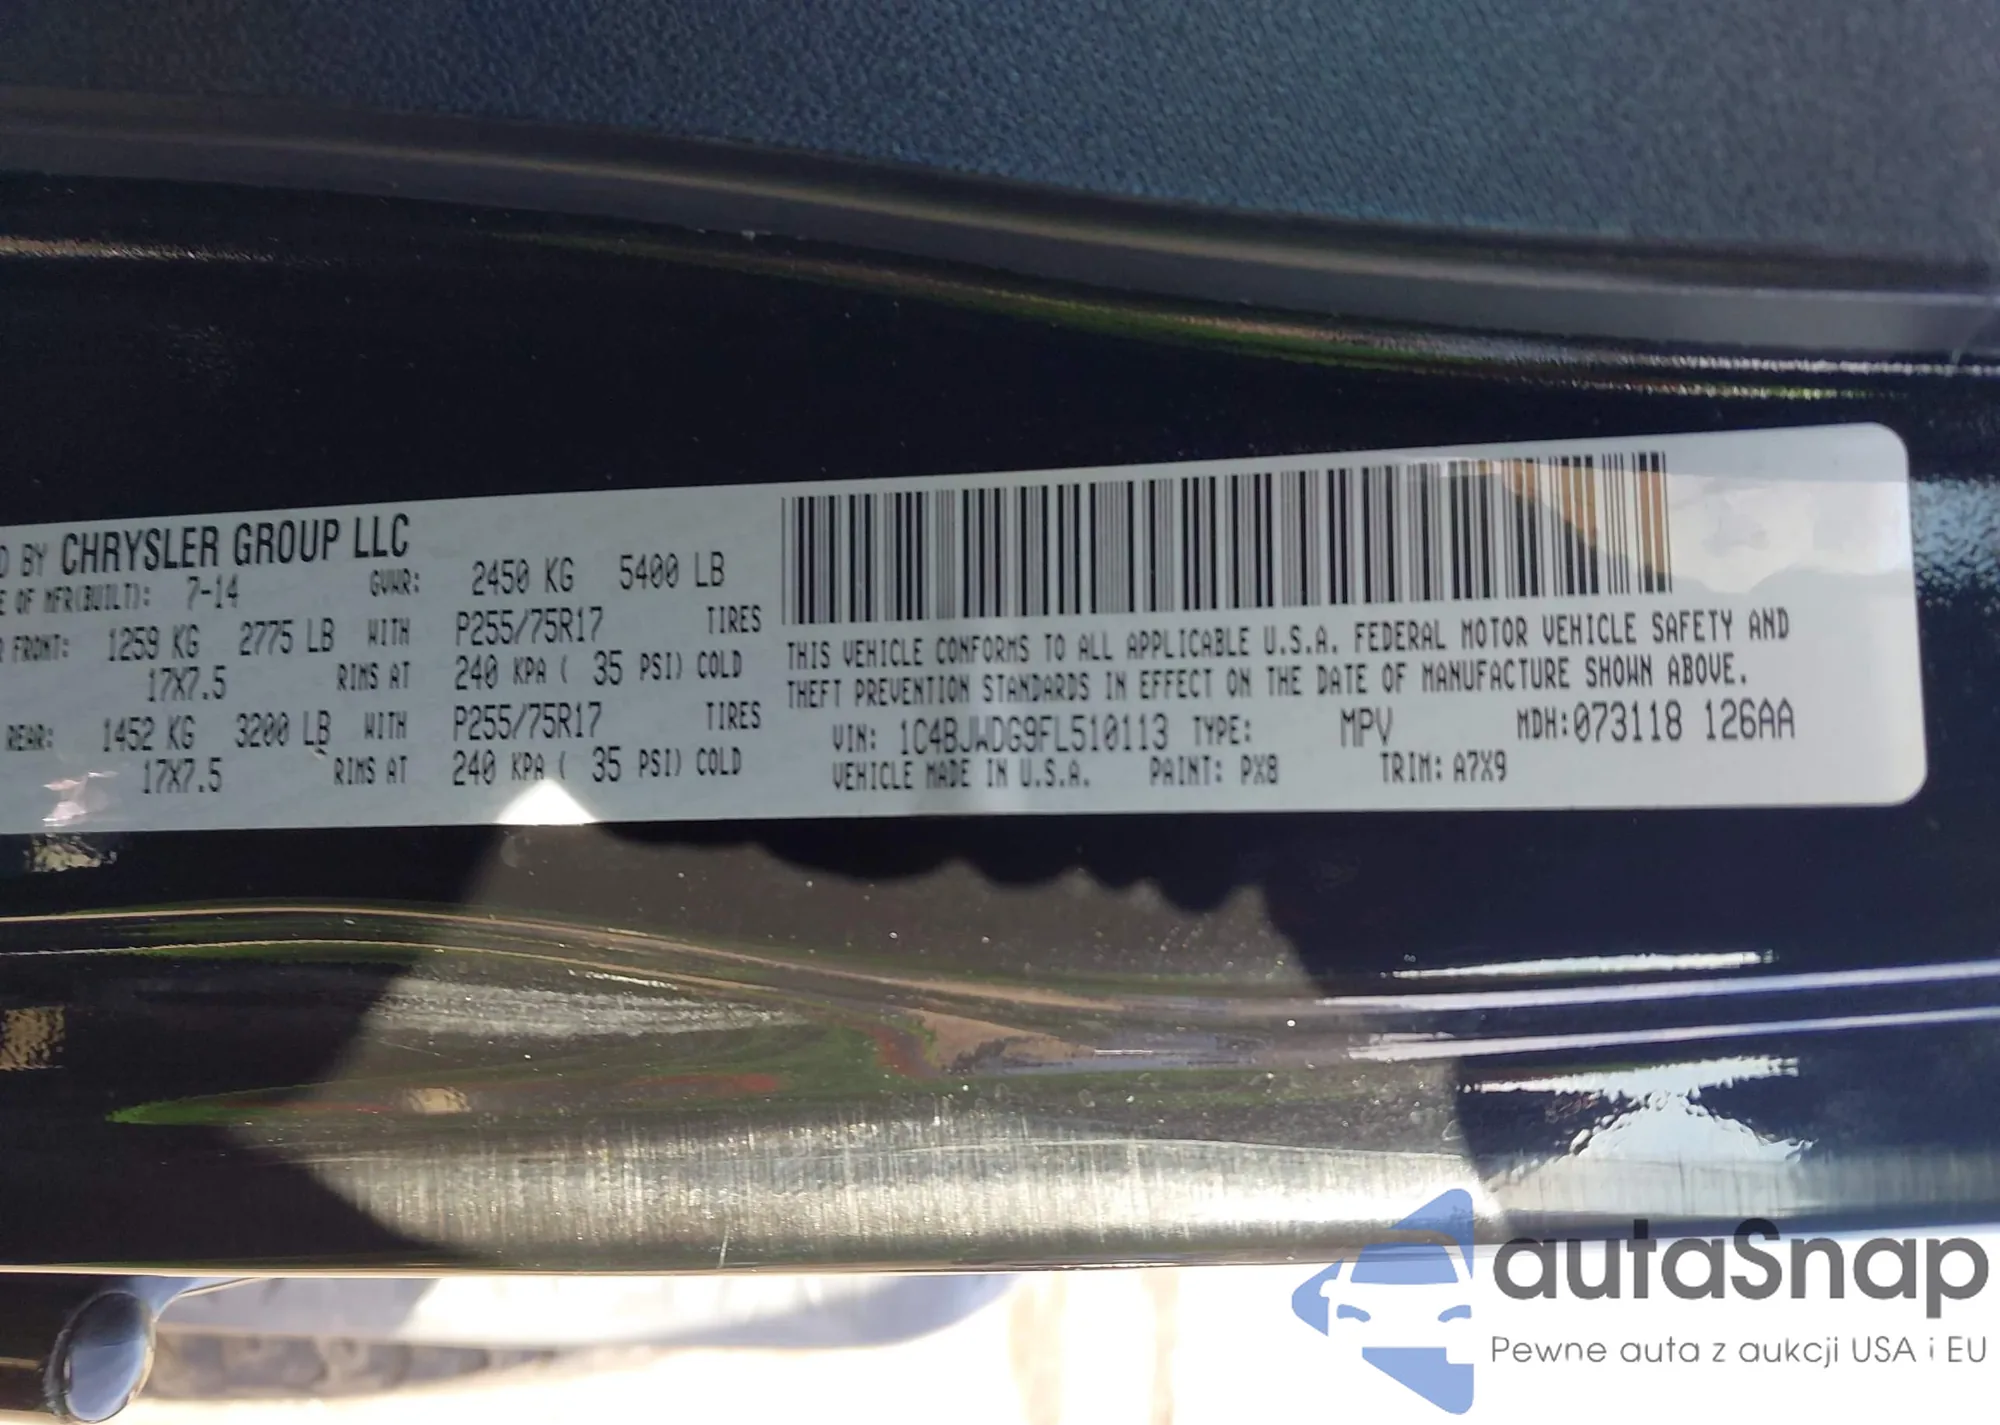 D BY CHRYSLER GROUP LLC
E OF MFR(BUILT): 7-14 GVWR: 2450 KG 5400 LB
R FRONT: 1259 KG 2775 LB WITH P255/75R17 TIRES
17X7.5 RIMS AT 240 KPA ( 35 PSI) COLD
REAR: 1452 KG 3200 LB WITH P255/75R17 TIRES
17X7.5 RIMS AT 240 KPA ( 35 PSI) COLD
THIS VEHICLE CONFORMS TO ALL APPLICABLE U.S.A. FEDERAL MOTOR VEHICLE SAFETY AND
THEFT PREVENTION STANDARDS IN EFFECT ON THE DATE OF MANUFACTURE SHOWN ABOVE.
VIN: 1C4BJWDG9FL510113 TYPE: MPV MDH:073118 126AA
VEHICLE MADE IN U.S.A. PAINT: PX8 TRIM: A7X9
autaSnap
Pewne auta z aukcji USA i EU